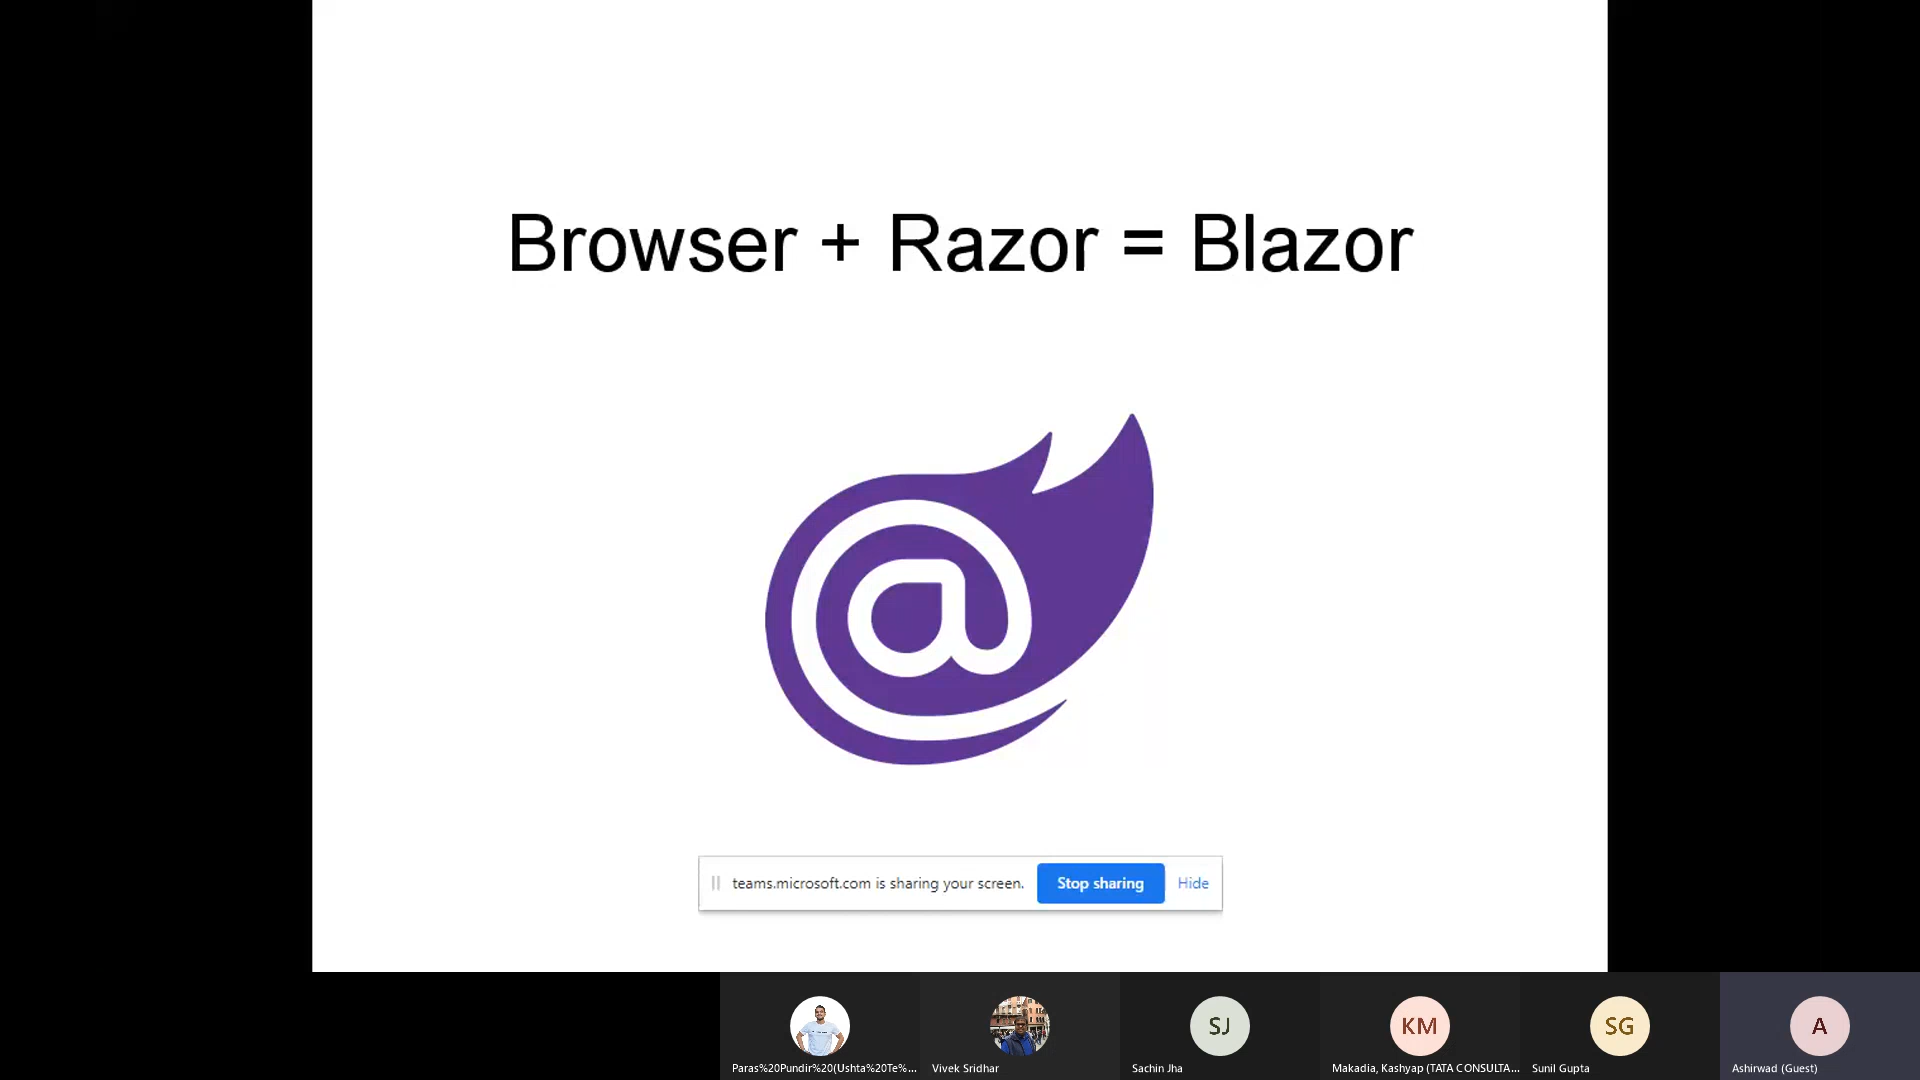 Browser + Razor = Blazor
@
teams.microsoft.com is sharing your screen. Stop sharing Hide
SJ KM SG A
Paras%20Pundir%20(Ushta%20Te%... Vivek Sridhar Sachin Jha Makadia, Kashyap (TATA CONSULTA... Sunil Gupta Ashirwad (Guest)